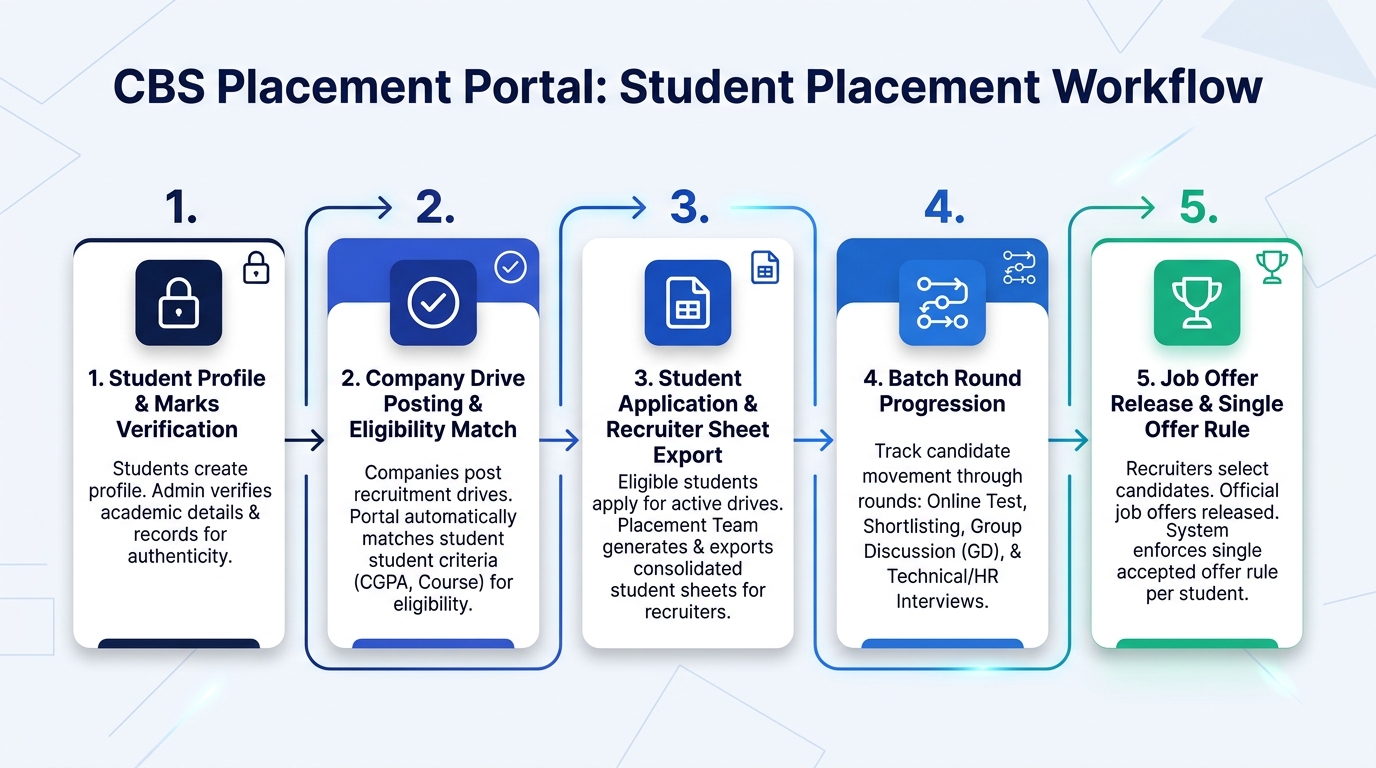 CBS Placement Portal: Student Placement Workflow
1.
2.
3.
4.
5.
1. Student Profile
& Marks
Verification
Students create
profile. Admin verifies
academic details &
records for
authenticity.
2. Company Drive
Posting &
Eligibility Match
Companies post
recruitment drives.
Portal automatically
matches student
student criteria
(CGPA, Course) for
eligibility.
3. Student
Application &
Recruiter Sheet
Export
Eligible students
apply for active drives.
Placement Team
generates & exports
consolidated
student sheets for
recruiters.
4. Batch Round
Progression
Track candidate
movement through
rounds: Online Test,
Shortlisting, Group
Discussion (GD), &
Technical/HR
Interviews.
5. Job Offer
Release & Single
Offer Rule
Recruiters select
candidates. Official
job offers released.
System
enforces single
accepted offer rule
per student.